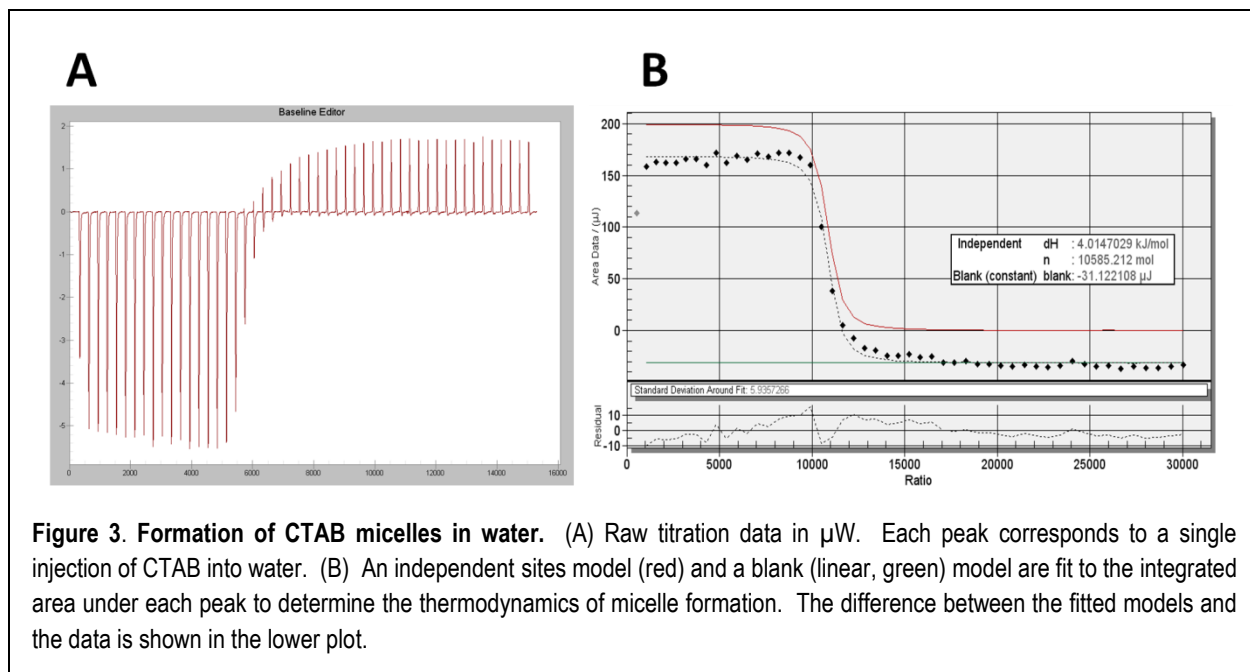 A
B
Baseline Editor
2
1
0
-1
-2
-3
-4
-5
0 2000 4000 6000 8000 10000 12000 14000 16000
Area Data / (µJ)
200
150
100
50
0
Independent dH : 4.0147029 kJ/mol
n : 10585.212 mol
Blank (constant) blank: -31.122108 µJ
Standard Deviation Around Fit: 5.9357266
Residual
10
0
-10
0 5000 10000 15000 20000 25000 30000
Ratio
Figure 3. Formation of CTAB micelles in water. (A) Raw titration data in µW. Each peak corresponds to a single
injection of CTAB into water. (B) An independent sites model (red) and a blank (linear, green) model are fit to the integrated
area under each peak to determine the thermodynamics of micelle formation. The difference between the fitted models and
the data is shown in the lower plot.